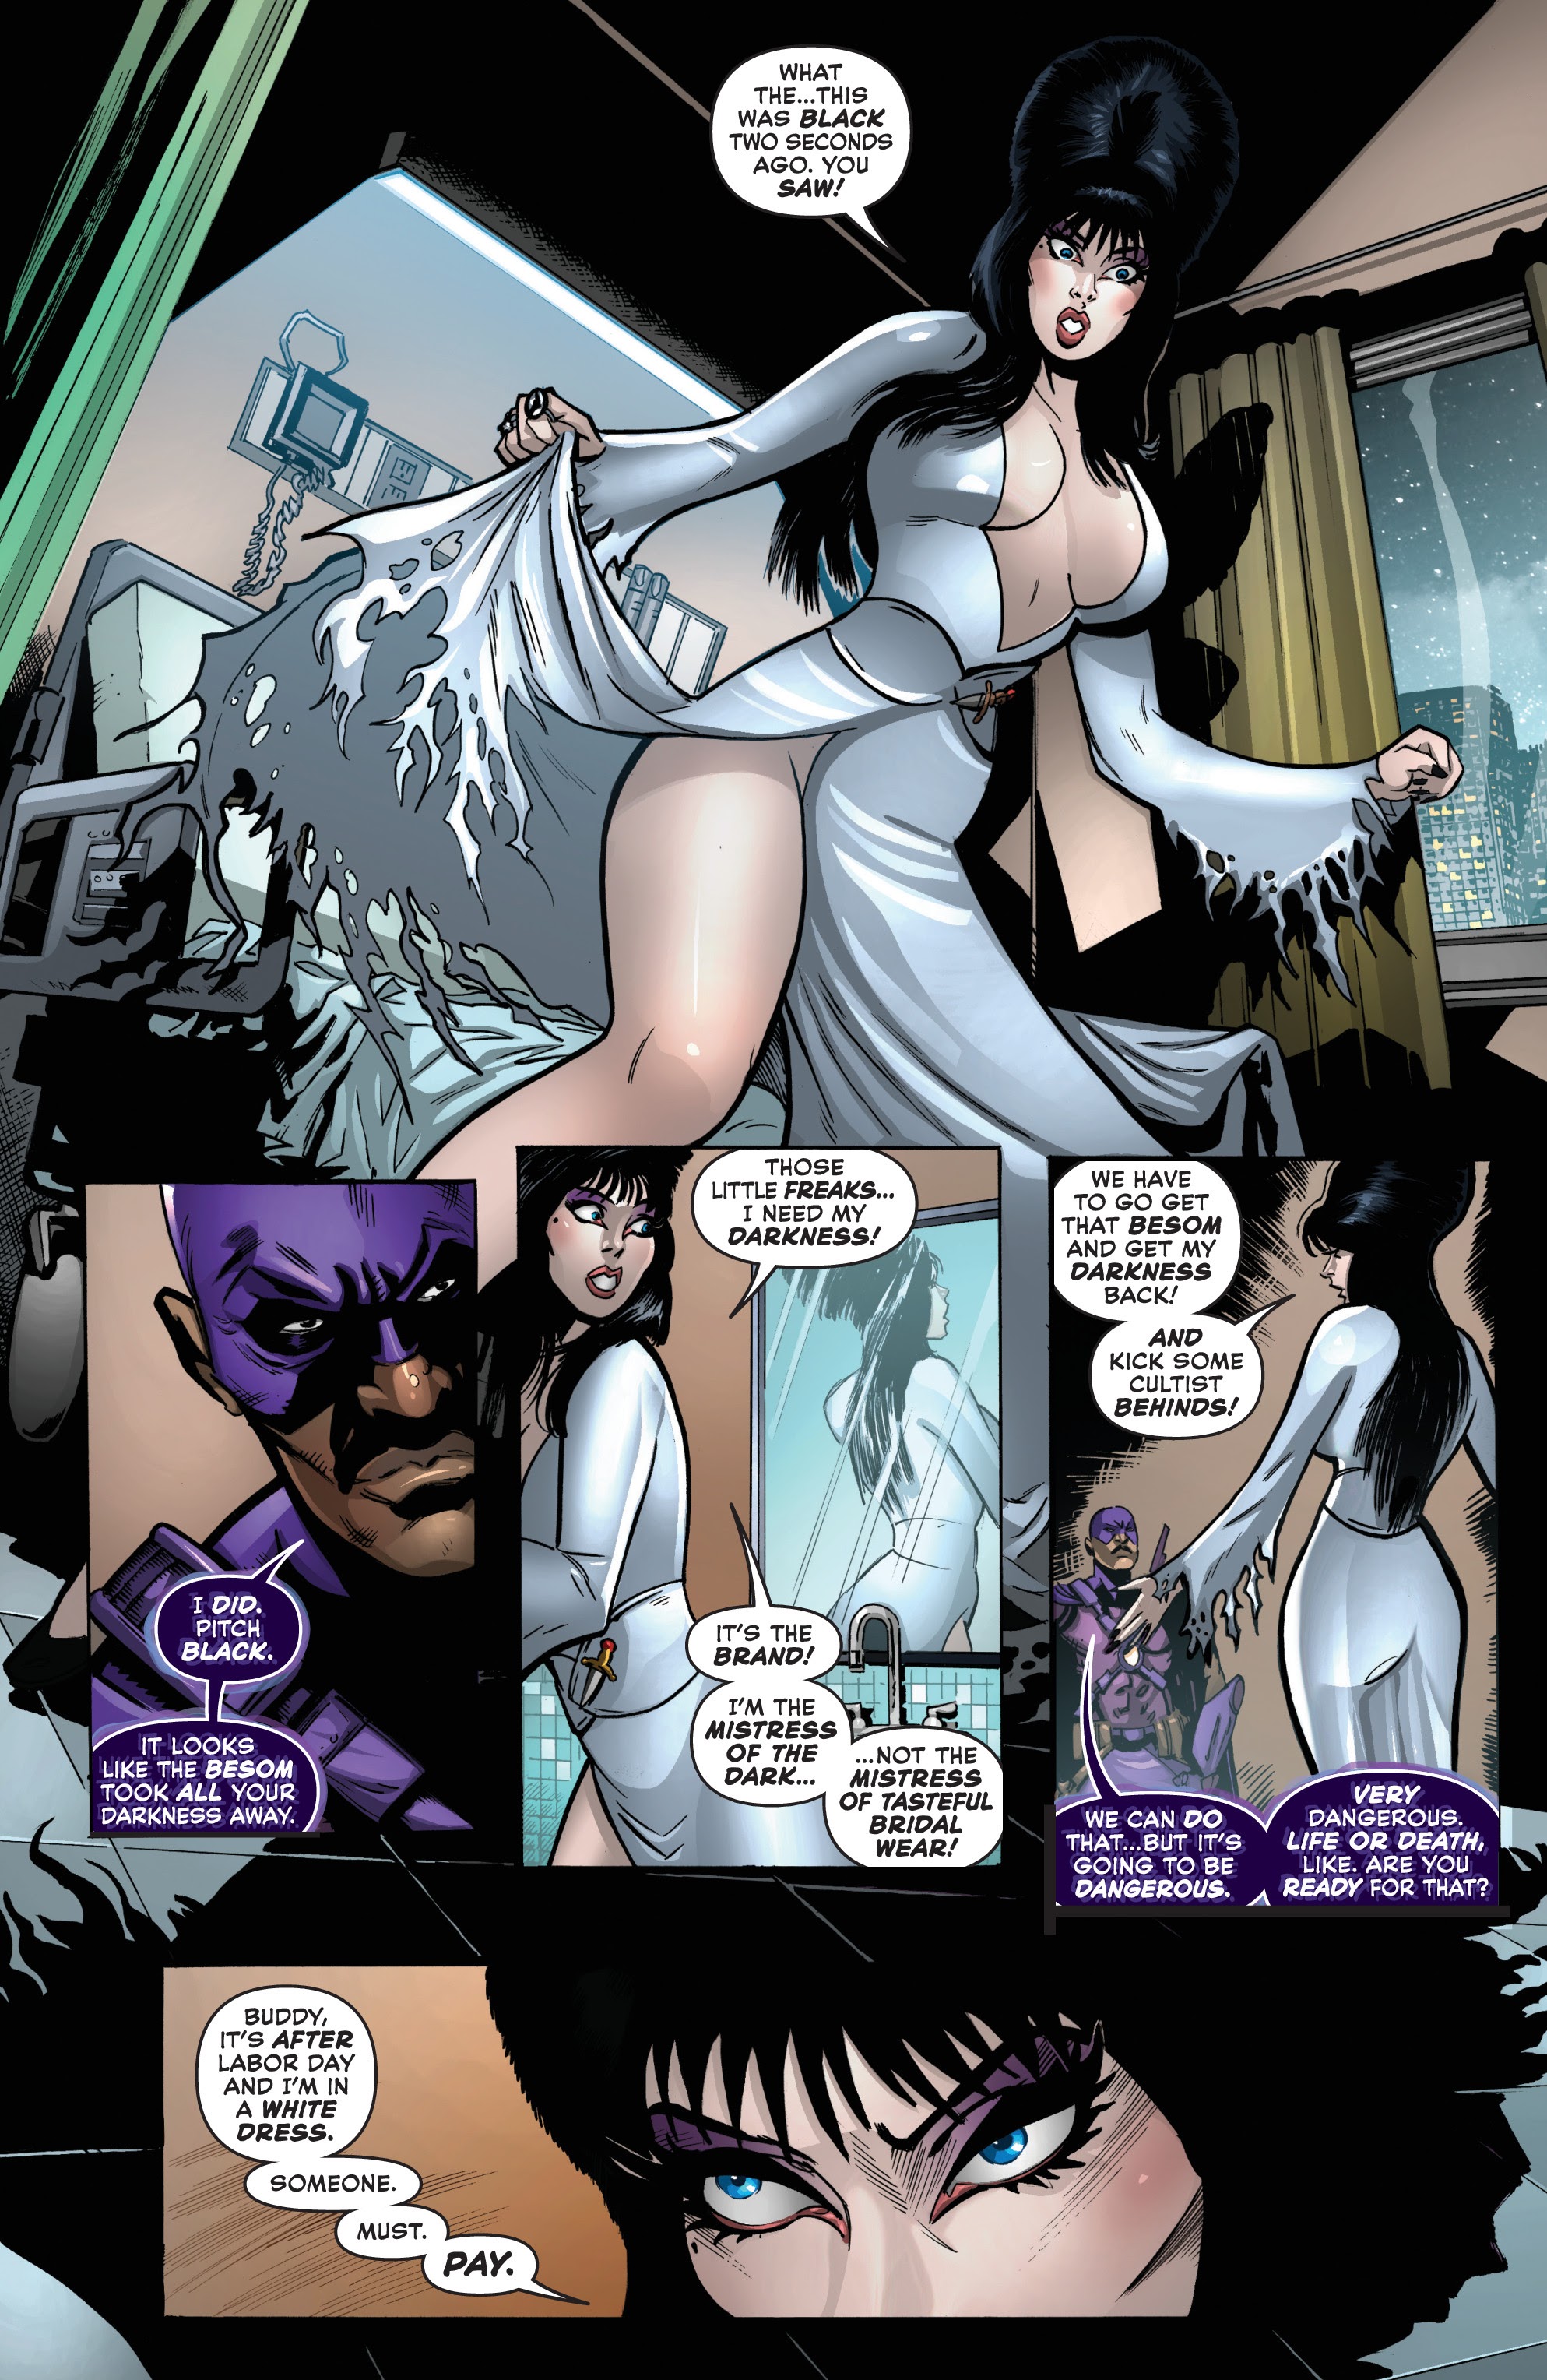 WHAT
THE...THIS
WAS BLACK
TWO SECONDS
AGO. YOU
SAW!
I DID.
PITCH
BLACK.
IT LOOKS
LIKE THE BESOM
TOOK ALL YOUR
DARKNESS AWAY.
THOSE
LITTLE FREAKS...
I NEED MY
DARKNESS!
IT'S THE
BRAND!
I'M THE
MISTRESS
OF THE
DARK...
...NOT THE
MISTRESS
OF TASTEFUL
BRIDAL
WEAR!
WE HAVE
TO GO GET
THAT BESOM
AND GET MY
DARKNESS
BACK!
AND
KICK SOME
CULTIST
BEHINDS!
WE CAN DO
THAT...BUT IT'S
GOING TO BE
DANGEROUS.
VERY
DANGEROUS.
LIFE OR DEATH,
LIKE. ARE YOU
READY FOR THAT?
BUDDY,
IT'S AFTER
LABOR DAY
AND I'M IN
A WHITE
DRESS.
SOMEONE.
MUST.
PAY.